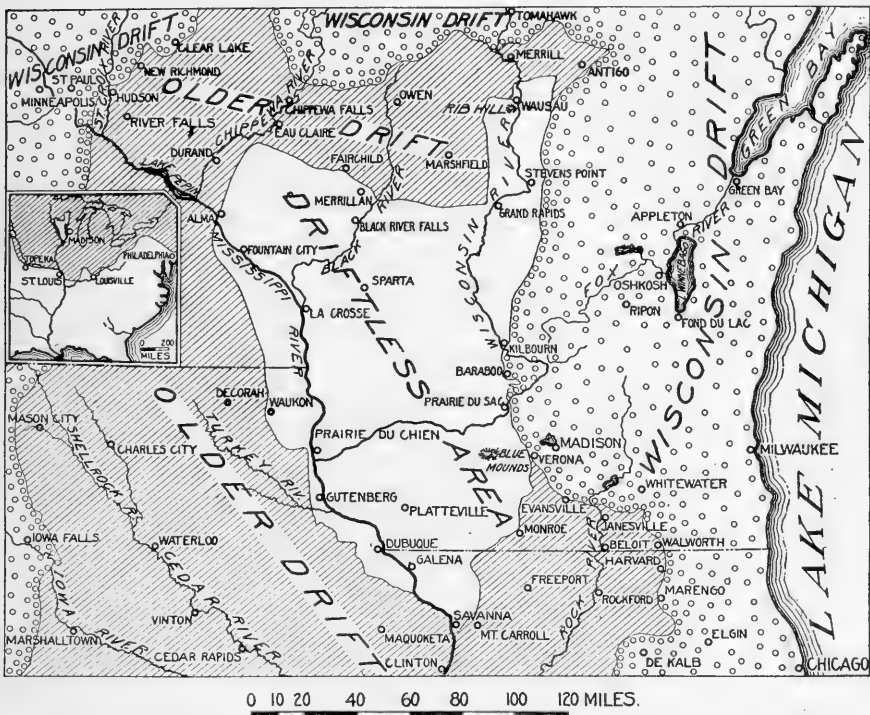 WISCONSIN DRIFT
TOMAHAWK
WISCONSIN DRIFT
CLEAR LAKE
MERRILL
ANTIGO
ST PAUL
NEW RICHMOND
MINNEAPOLIS
HUDSON
OLDER DRIFT
CHIPPEWA FALLS
OWEN
RIB HILL
WAUSAU
RIVER FALLS
CHIPPEWA RIVER
EAU CLAIRE
DURAND
FAIRCHILD
MARSHFIELD
LAKE PEPIN
STEVENS POINT
GREEN BAY
GREEN BAY
MERRILLAN
ALMA
GRAND RAPIDS
BLACK RIVER FALLS
APPLETON
FOUNTAIN CITY
BLACK RIVER
MISSISSIPPI RIVER
WISCONSIN RIVER
FOX RIVER
WINNEBAGO
OSHKOSH
SPARTA
RIPON
FOND DU LAC
LA CROSSE
MADISON
TOPEKA
PHILADELPHIA
ST LOUIS
LOUISVILLE
0 200
MILES
DRIFTLESS AREA
WISCONSIN DRIFT
LAKE MICHIGAN
KILBOURN
BARABOO
DECORAH
WAUKON
PRAIRIE DU SAC
MASON CITY
OLDER DRIFT
TURKEY RIV.
SHELLROCK R.
CHARLES CITY
PRAIRIE DU CHIEN
BLUE MOUNDS
MADISON
VERONA
MILWAUKEE
WHITEWATER
GUTENBERG
PLATTEVILLE
EVANSVILLE
MONROE
JANESVILLE
IOWA FALLS
WATERLOO
DUBUQUE
BELOIT
WALWORTH
HARVARD
GALENA
CEDAR RIVER
IOWA RIVER
FREEPORT
ROCK RIVER
ROCKFORD
MARENGO
VINTON
SAVANNA
MT. CARROLL
MARSHALLTOWN
MAQUOKETA
ELGIN
CEDAR RAPIDS
CLINTON
DE KALB
CHICAGO
0 10 20 40 60 80 100 120 MILES.